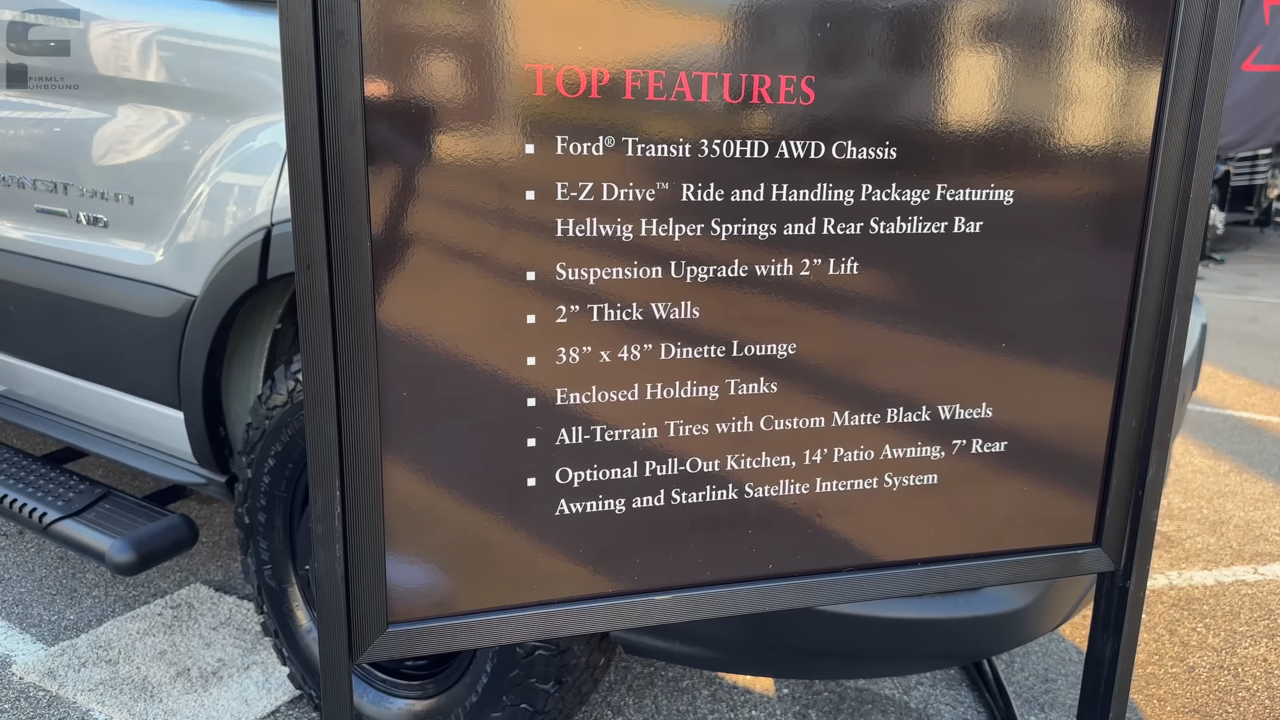 FIRMLY
UNBOUND
TOP FEATURES
▪ Ford® Transit 350HD AWD Chassis
▪ E-Z Drive™ Ride and Handling Package Featuring
Hellwig Helper Springs and Rear Stabilizer Bar
▪ Suspension Upgrade with 2” Lift
▪ 2” Thick Walls
▪ 38” x 48” Dinette Lounge
▪ Enclosed Holding Tanks
▪ All-Terrain Tires with Custom Matte Black Wheels
▪ Optional Pull-Out Kitchen, 14’ Patio Awning, 7’ Rear
Awning and Starlink Satellite Internet System
AWD